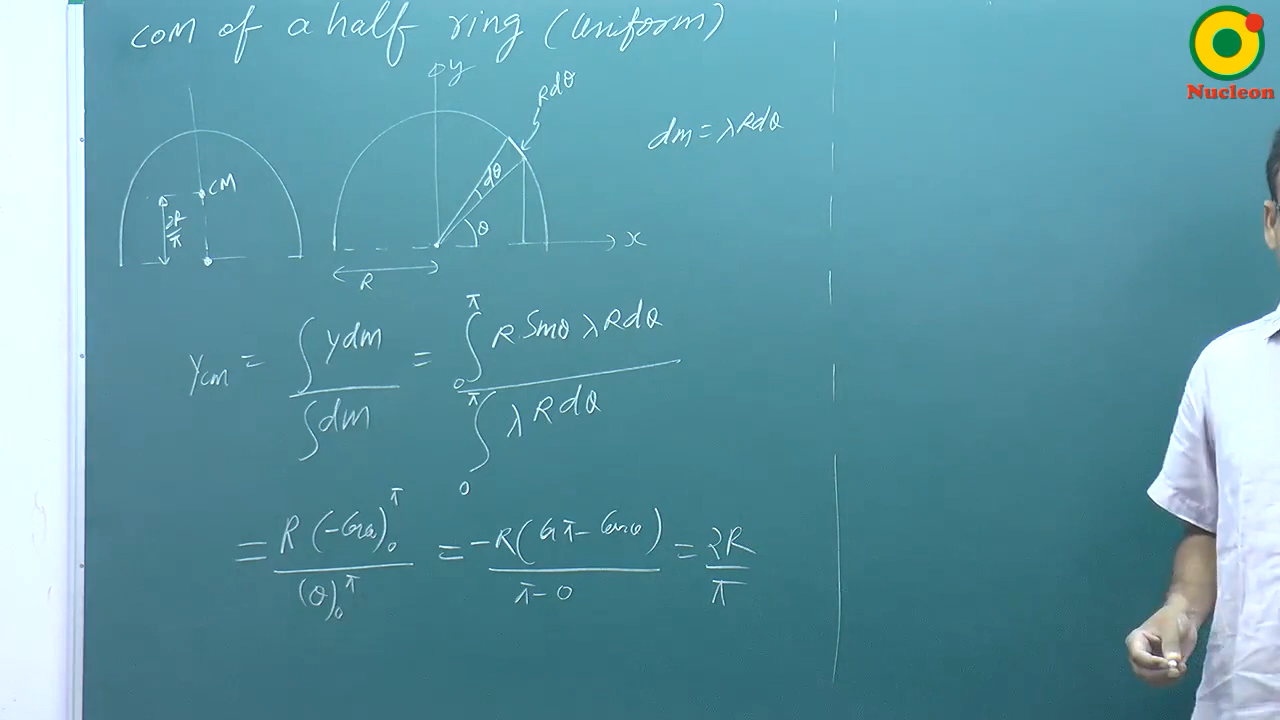 COM of a half ring (uniform)
Nucleon
y
Rdθ
dm = λRdθ
CM
2R/π
dθ
θ
x
R
Ycm = ∫ydm / ∫dm = ∫₀^π R Sinθ λRdθ / ∫₀^π λRdθ
= R(-Cosθ)₀^π / (θ)₀^π = -R(Cosπ - Cos0) / π-0 = 2R/π